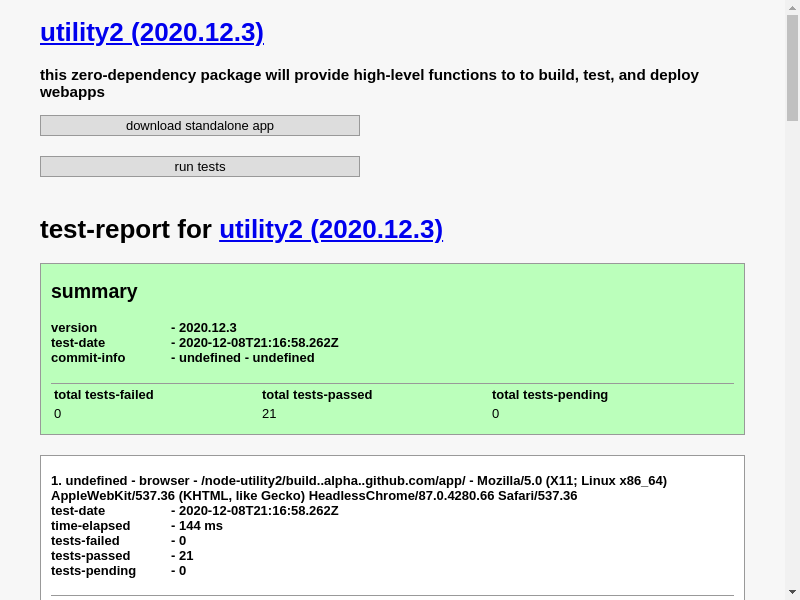 utility2 (2020.12.3)
this zero-dependency package will provide high-level functions to to build, test, and deploy
webapps
download standalone app
run tests
test-report for utility2 (2020.12.3)
summary
version - 2020.12.3
test-date - 2020-12-08T21:16:58.262Z
commit-info - undefined - undefined
total tests-failed total tests-passed total tests-pending
0 21 0
1. undefined - browser - /node-utility2/build..alpha..github.com/app/ - Mozilla/5.0 (X11; Linux x86_64)
AppleWebKit/537.36 (KHTML, like Gecko) HeadlessChrome/87.0.4280.66 Safari/537.36
test-date - 2020-12-08T21:16:58.262Z
time-elapsed - 144 ms
tests-failed - 0
tests-passed - 21
tests-pending - 0